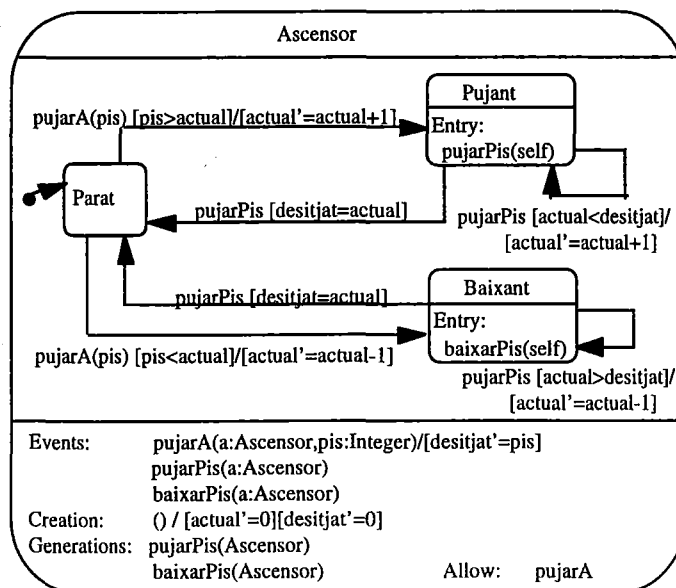 Ascensor
pujarA(pis) [pis>actual]/[actual'=actual+1]
Pujant
Entry:
pujarPis(self)
Parat
pujarPis [desitjat=actual]
pujarPis [actual<desitjat]/
[actual'=actual+1]
pujarPis [desitjat=actual]
Baixant
Entry:
baixarPis(self)
pujarA(pis) [pis<actual]/[actual'=actual-1]
pujarPis [actual>desitjat]/
[actual'=actual-1]
Events: pujarA(a:Ascensor,pis:Integer)/[desitjat'=pis]
pujarPis(a:Ascensor)
baixarPis(a:Ascensor)
Creation: () / [actual'=0][desitjat'=0]
Generations: pujarPis(Ascensor)
baixarPis(Ascensor) Allow: pujarA